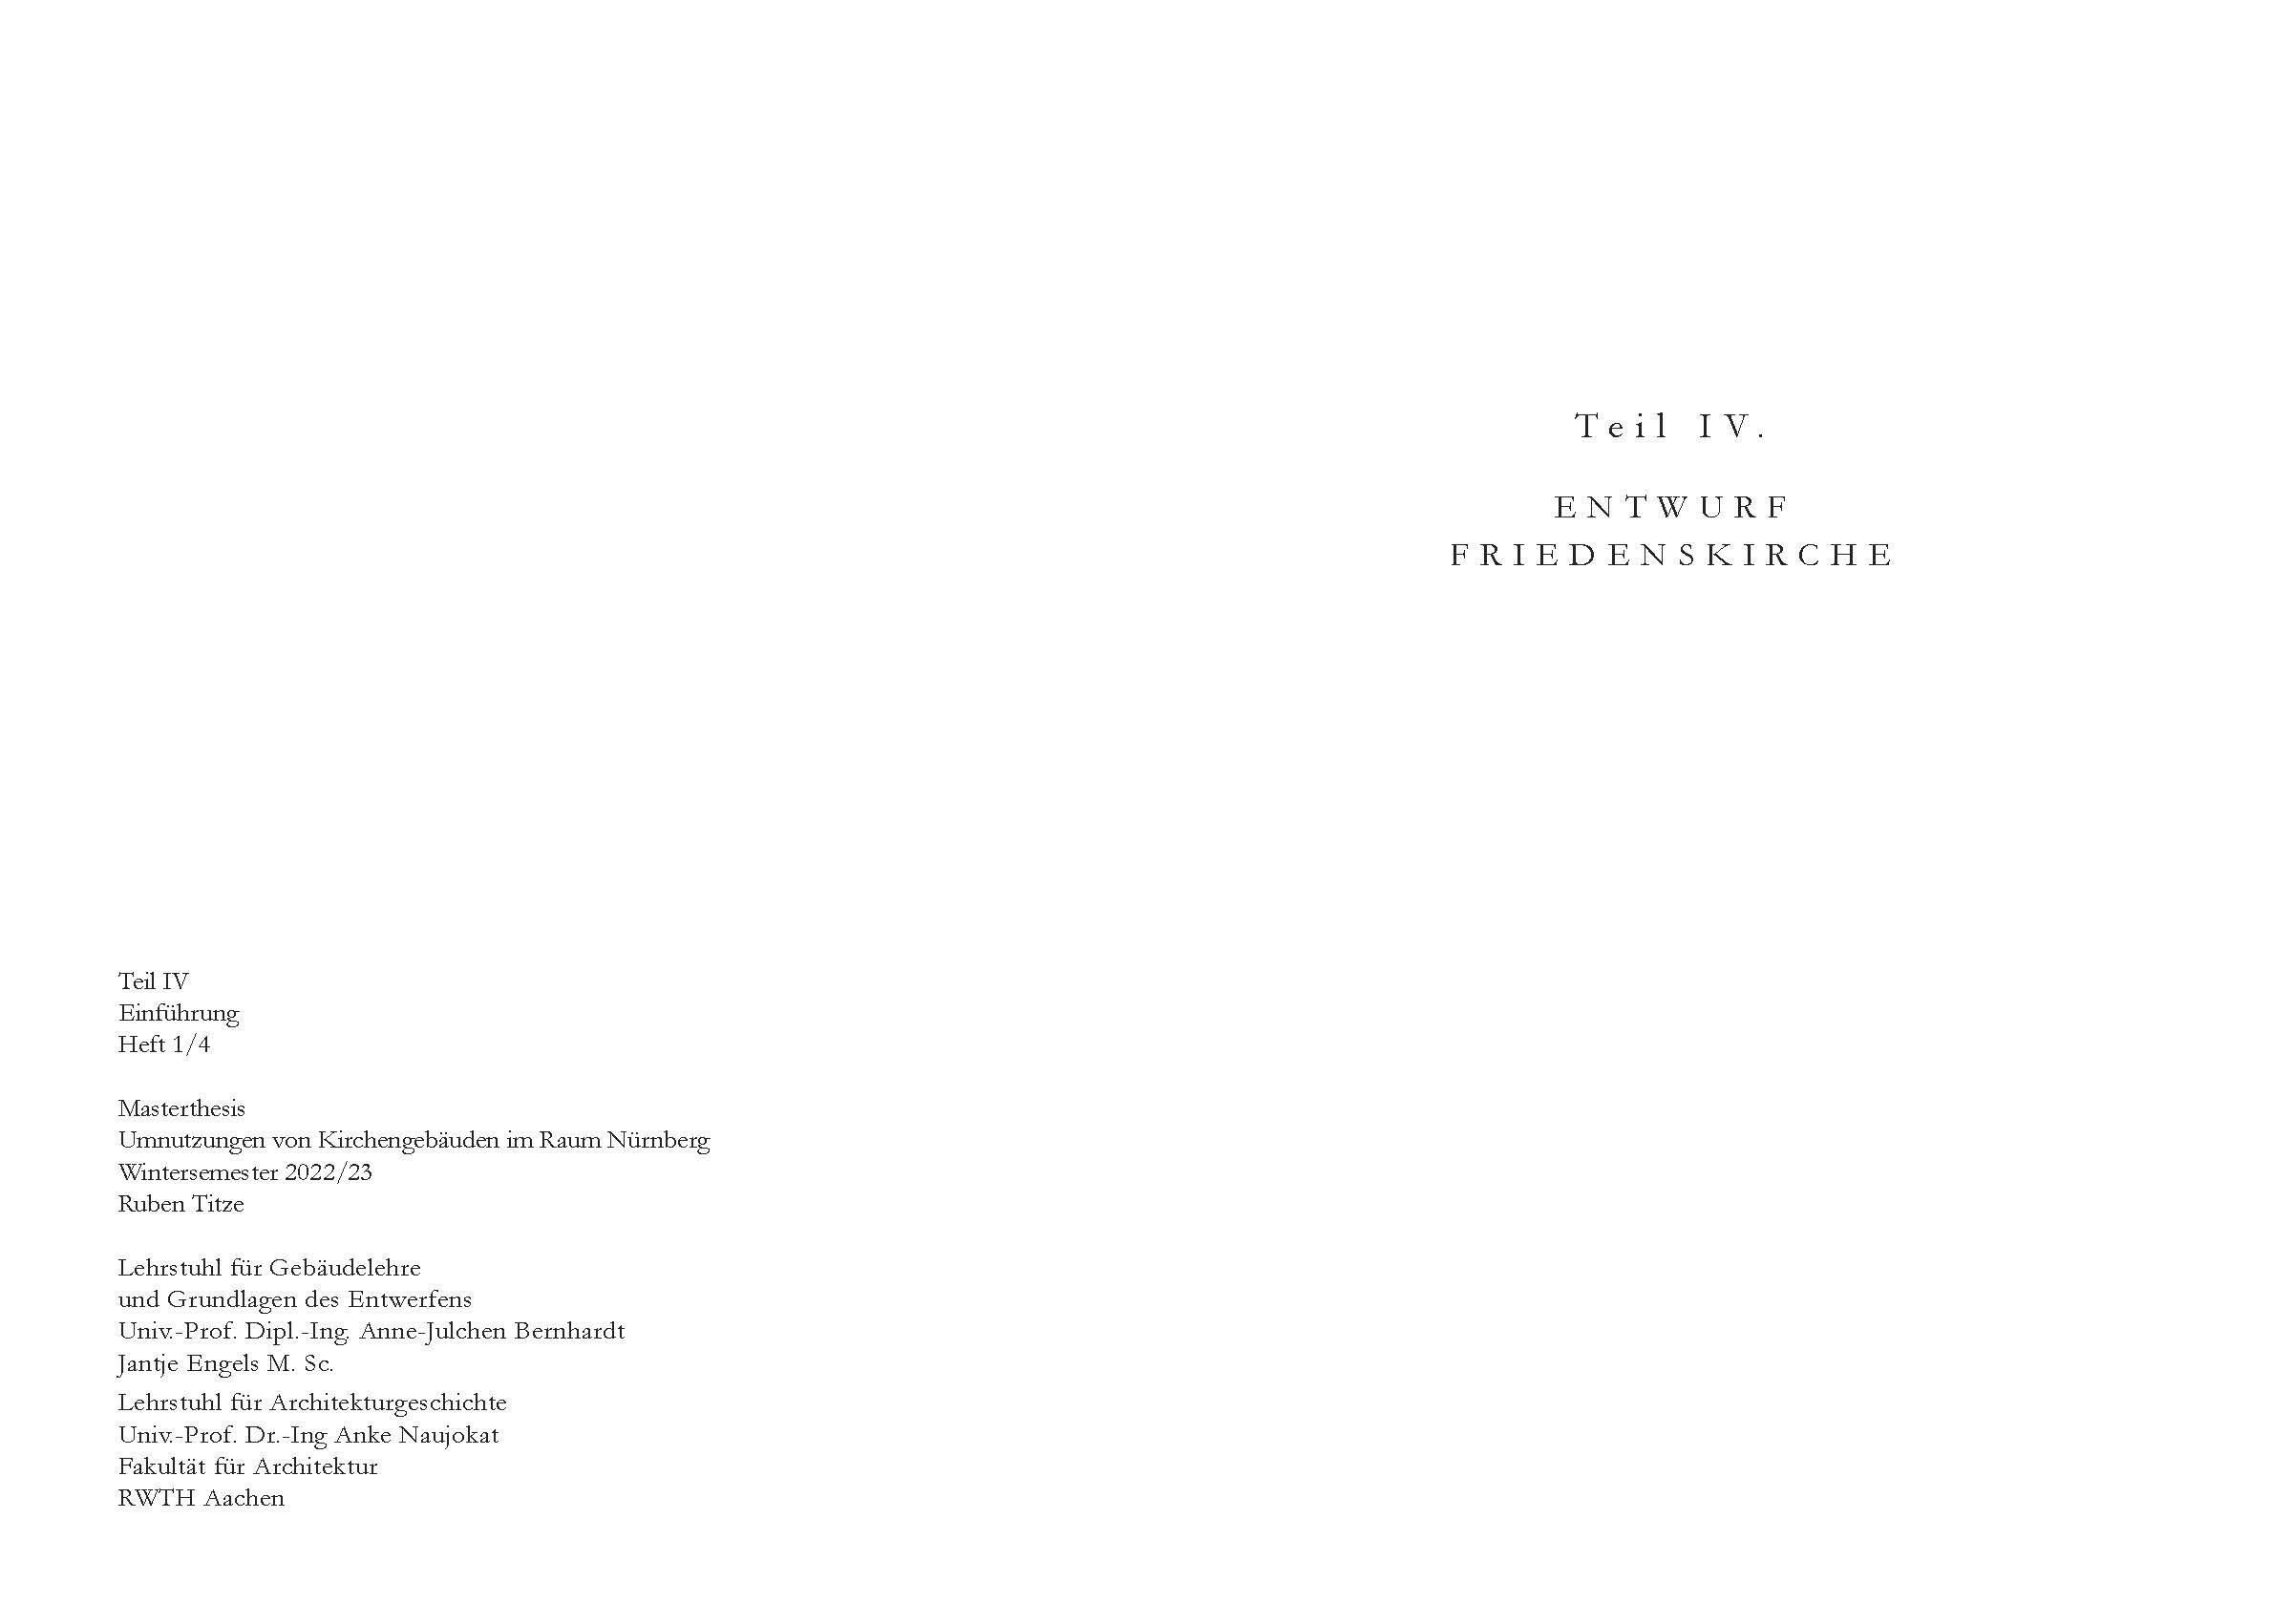 Teil IV
Einführung
Heft 1/4
Masterthesis
Umnutzungen von Kirchengebäuden im Raum Nürnberg
Wintersemester 2022/23
Ruben Titze
Lehrstuhl für Gebäudelehre
und Grundlagen des Entwerfens
Univ.-Prof. Dipl.-Ing. Anne-Julchen Bernhardt
Jantje Engels M. Sc.
Lehrstuhl für Architekturgeschichte
Univ.-Prof. Dr.-Ing Anke Naujokat
Fakultät für Architektur
RWTH Aachen
Teil IV.
ENTWURF
FRIEDENSKIRCHE